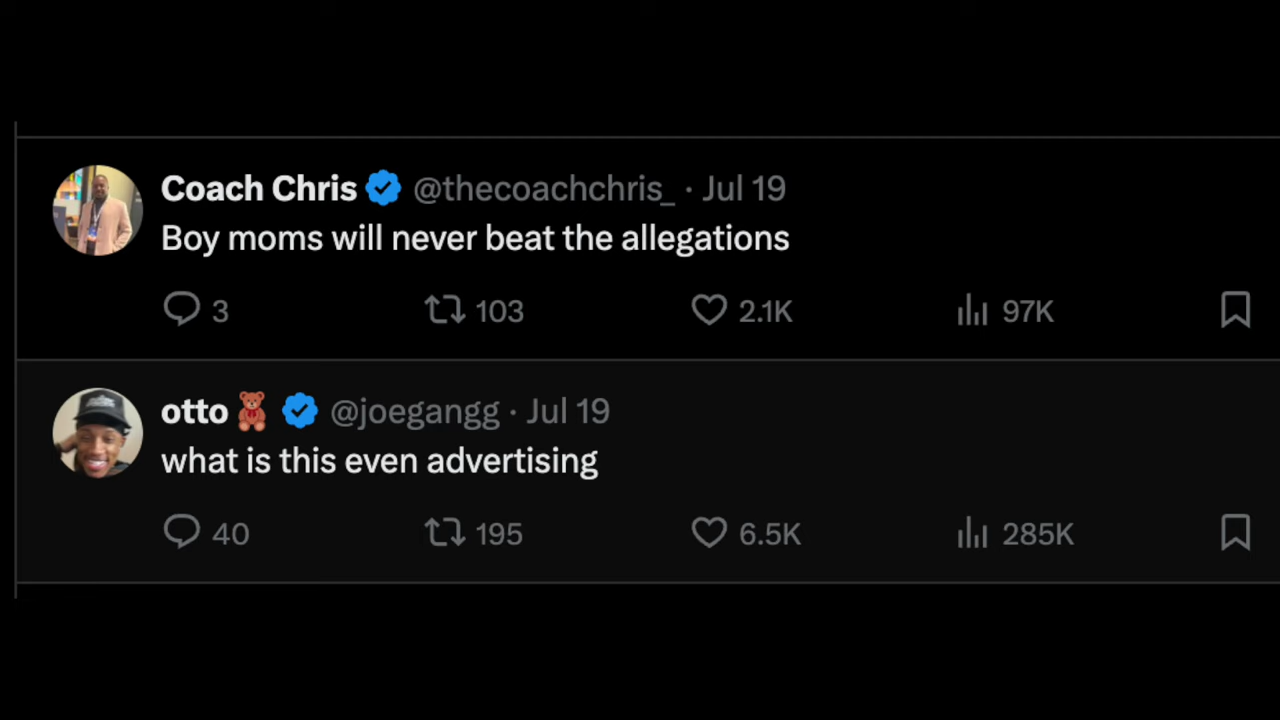 Coach Chris @thecoachchris_ · Jul 19
Boy moms will never beat the allegations
3 103 2.1K 97K
otto🧸 @joegangg · Jul 19
what is this even advertising
40 195 6.5K 285K